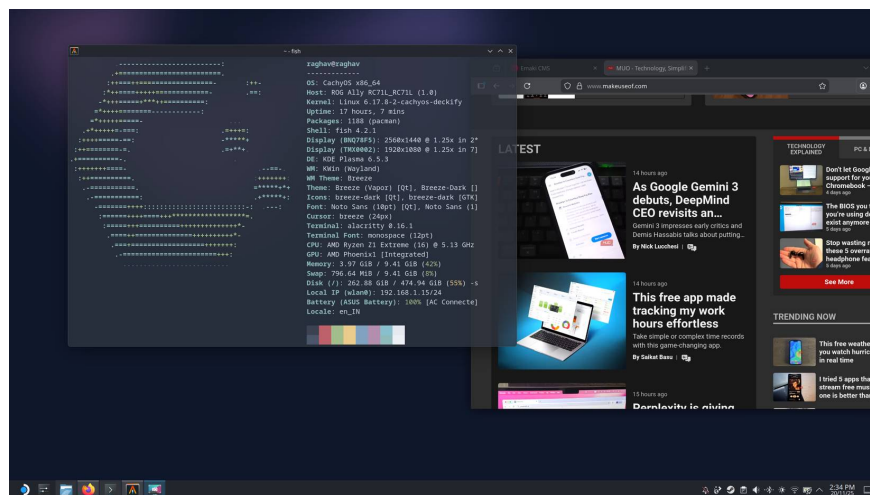 ~ - fish
raghav@raghav
-------------
OS: CachyOS x86_64
Host: ROG Ally RC71L_RC71L (1.0)
Kernel: Linux 6.17.8-2-cachyos-deckify
Uptime: 17 hours, 7 mins
Packages: 1188 (pacman)
Shell: fish 4.2.1
Display (BNQ78F5): 2560x1440 @ 1.25x in 2"
Display (TMX0002): 1920x1080 @ 1.25x in 7]
DE: KDE Plasma 6.5.3
WM: KWin (Wayland)
WM Theme: Breeze
Theme: Breeze (Vapor) [Qt], Breeze-Dark []
Icons: breeze-dark [Qt], breeze-dark [GTK]
Font: Noto Sans (10pt) [Qt], Noto Sans (1]
Cursor: breeze (24px)
Terminal: alacritty 0.16.1
Terminal Font: monospace (12pt)
CPU: AMD Ryzen Z1 Extreme (16) @ 5.13 GHz
GPU: AMD Phoenix1 [Integrated]
Memory: 3.97 GiB / 9.41 GiB (42%)
Swap: 796.64 MiB / 9.41 GiB (8%)
Disk (/): 262.88 GiB / 474.94 GiB (55%) -s
Local IP (wlan0): 192.168.1.15/24
Battery (ASUS Battery): 100% [AC Connecte]
Locale: en_IN
CMS
MUO - Technology, Simplif
www.makeuseof.com
LATEST
14 hours ago
As Google Gemini 3
debuts, DeepMind
CEO revisits an...
Gemini 3 impresses early critics and
Demis Hassabis talks about putting...
By Nick Lucchesi
14 hours ago
This free app made
tracking my work
hours effortless
Take simple or complex time records
with this game-changing app.
By Saikat Basu
15 hours ago
Perplexity is giving
TECHNOLOGY
EXPLAINED
PC &
Don't let Googl
support for you
Chromebook –
4 days ago
The BIOS you
you're using do
exist anymore
5 days ago
Stop wasting
these 5 overra
headphone fea
6 days ago
See More
TRENDING NOW
This free weathe
you watch hurric
in real time
I tried 5 apps tha
stream free mus
one is better tha
2:34 PM
20/11/25